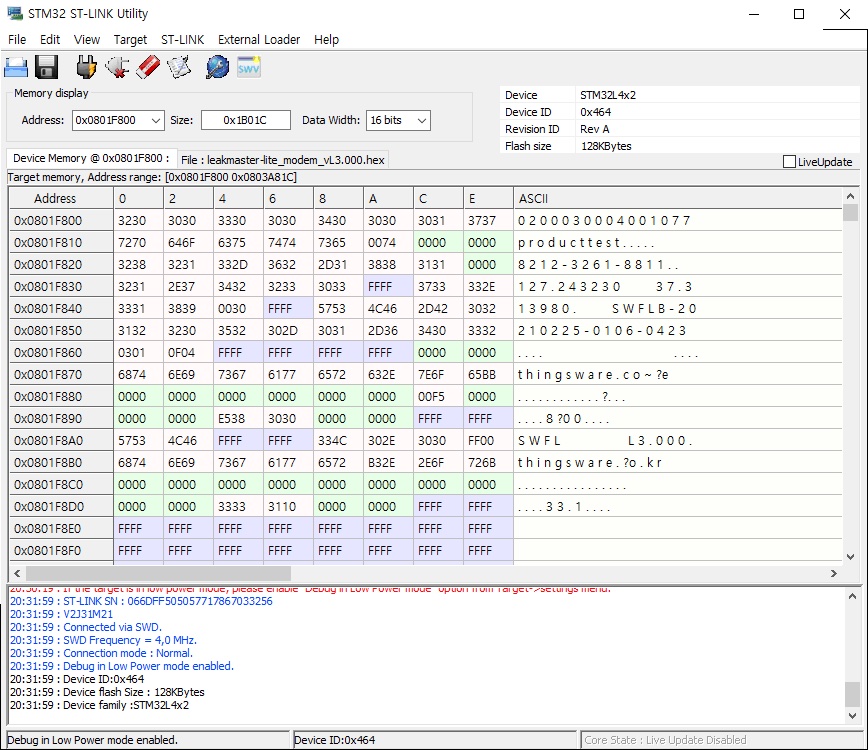 STM32 ST-LINK Utility
File Edit View Target ST-LINK External Loader Help
SWV
Memory display
Address: 0x0801F800 Size: 0x1B01C Data Width: 16 bits
Device STM32L4x2
Device ID 0x464
Revision ID Rev A
Flash size 128KBytes
LiveUpdate
Device Memory @ 0x0801F800 : File : leakmaster-lite_modem_vL3.000.hex
Target memory, Address range: [0x0801F800 0x0803A81C]
Address 0 2 4 6 8 A C E ASCII
0x0801F800 3230 3030 3330 3030 3430 3030 3031 3737 0200030004001077
0x0801F810 7270 646F 6375 7474 7365 0074 0000 0000 producttest.....
0x0801F820 3238 3231 332D 3632 2D31 3838 3131 0000 8212-3261-8811..
0x0801F830 3231 2E37 3432 3233 3033 FFFF 3733 332E 127.243230 37.3
0x0801F840 3331 3839 0030 FFFF 5753 4C46 2D42 3032 13980. SWFLB-20
0x0801F850 3132 3230 3532 302D 3031 2D36 3430 3332 210225-0106-0423
0x0801F860 0301 0F04 FFFF FFFF FFFF FFFF 0000 0000 .... ....
0x0801F870 6874 6E69 7367 6177 6572 632E 7E6F 65BB thingsware.co~?e
0x0801F880 0000 0000 0000 0000 0000 0000 00F5 0000 ............?...
0x0801F890 0000 0000 E538 3030 0000 0000 FFFF FFFF ....8?00....
0x0801F8A0 5753 4C46 FFFF FFFF 334C 302E 3030 FF00 SWFL L3.000.
0x0801F8B0 6874 6E69 7367 6177 6572 B32E 2E6F 726B thingsware.?o.kr
0x0801F8C0 0000 0000 0000 0000 0000 0000 0000 0000 ...............
0x0801F8D0 0000 0000 3333 3110 0000 0000 FFFF FFFF ....33.1....
0x0801F8E0 FFFF FFFF FFFF FFFF FFFF FFFF FFFF FFFF
0x0801F8F0 FFFF FFFF FFFF FFFF FFFF FFFF FFFF FFFF
20:30:19 : If the target is in low power mode, please enable "Debug in Low Power mode" option from Target->settings menu.
20:31:59 : ST-LINK SN : 066DFF505057717867033256
20:31:59 : V2J31M21
20:31:59 : Connected via SWD.
20:31:59 : SWD Frequency = 4,0 MHz.
20:31:59 : Connection mode : Normal.
20:31:59 : Debug in Low Power mode enabled.
20:31:59 : Device ID:0x464
20:31:59 : Device flash Size : 128KBytes
20:31:59 : Device family :STM32L4x2
Debug in Low Power mode enabled. Device ID:0x464 Core State : Live Update Disabled